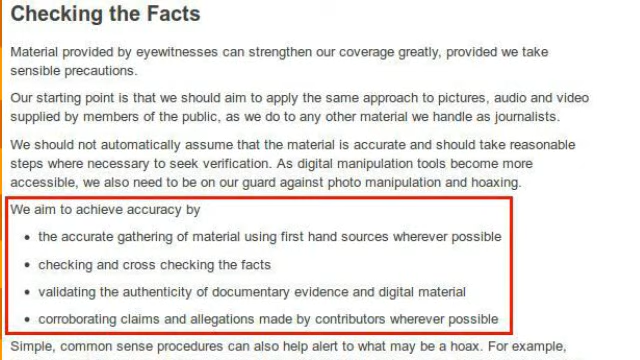 Checking the Facts
Material provided by eyewitnesses can strengthen our coverage greatly, provided we take
sensible precautions.
Our starting point is that we should aim to apply the same approach to pictures, audio and video
supplied by members of the public, as we do to any other material we handle as journalists.
We should not automatically assume that the material is accurate and should take reasonable
steps where necessary to seek verification. As digital manipulation tools become more
accessible, we also need to be on our guard against photo manipulation and hoaxing.
We aim to achieve accuracy by
• the accurate gathering of material using first hand sources wherever possible
• checking and cross checking the facts
• validating the authenticity of documentary evidence and digital material
• corroborating claims and allegations made by contributors wherever possible
Simple, common sense procedures can also help alert to what may be a hoax. For example,